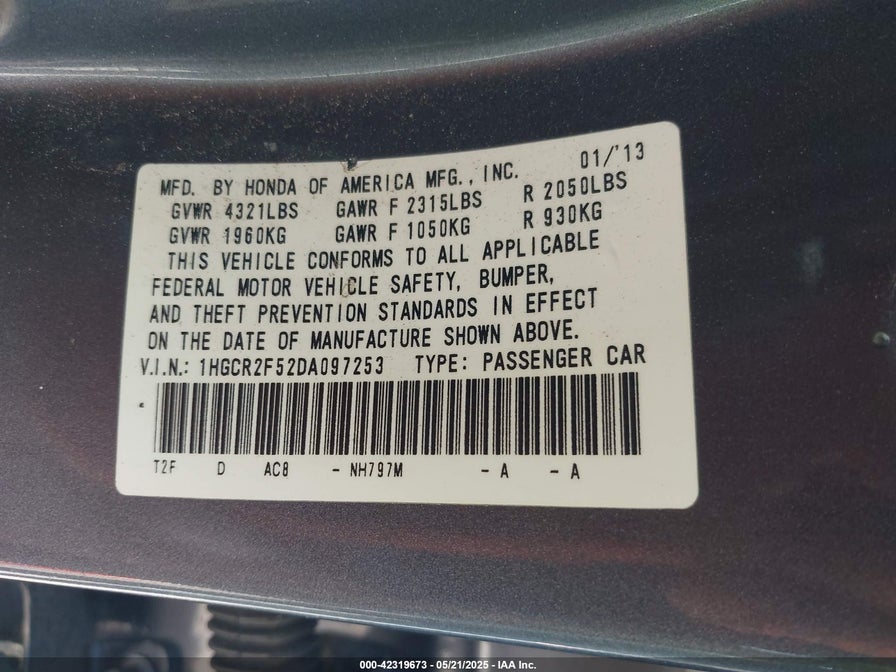 MFD. BY HONDA OF AMERICA MFG., INC. 01/'13
GVWR 4321LBS GAWR F 2315LBS R 2050LBS
GVWR 1960KG GAWR F 1050KG R 930KG
THIS VEHICLE CONFORMS TO ALL APPLICABLE
FEDERAL MOTOR VEHICLE SAFETY, BUMPER,
AND THEFT PREVENTION STANDARDS IN EFFECT
ON THE DATE OF MANUFACTURE SHOWN ABOVE.
V.I.N.: 1HGCR2F52DA097253 TYPE: PASSENGER CAR
T2F D AC8 - NH797M - A - A
000-42319673 - 05/21/2025 - IAA Inc.